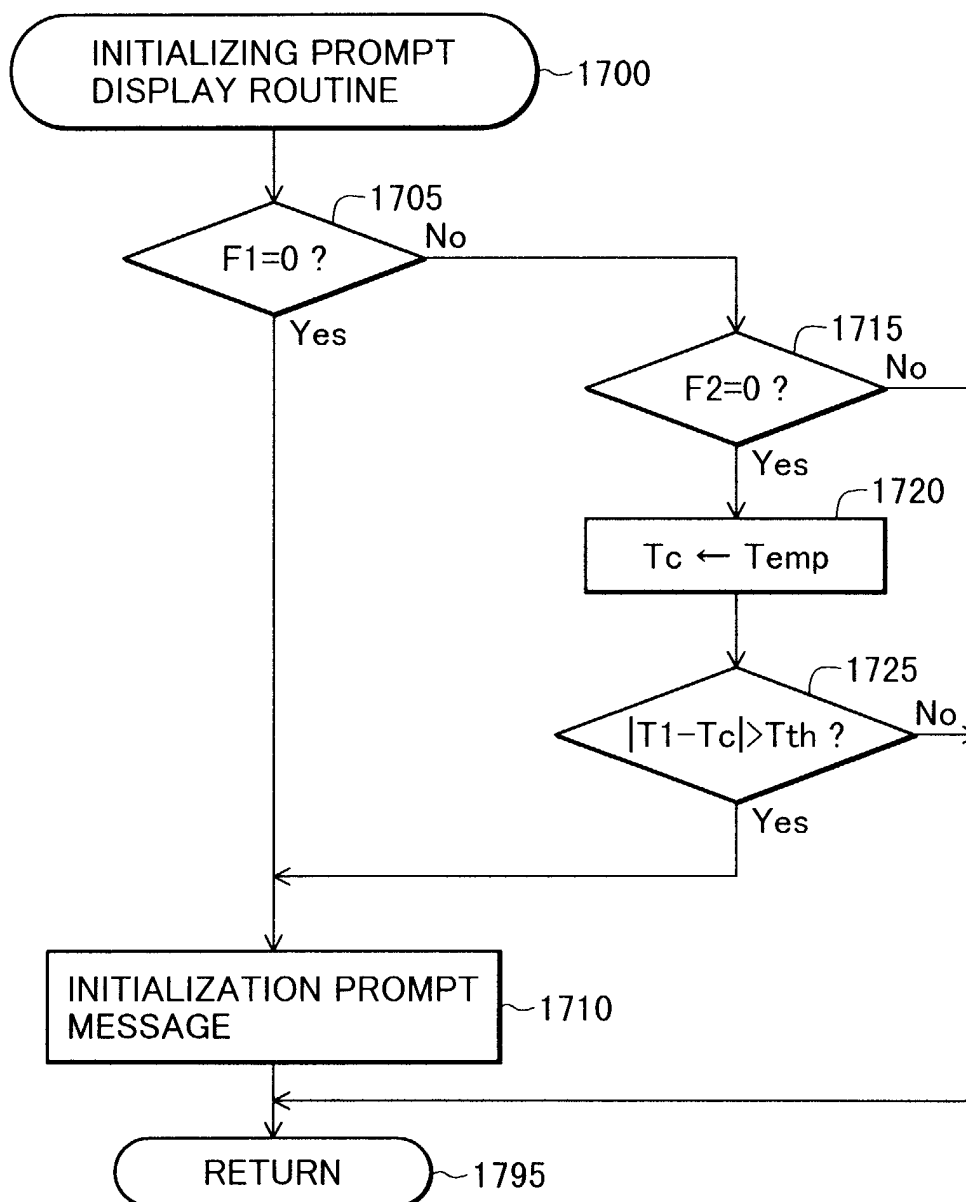 INITIALIZING PROMPT
DISPLAY ROUTINE
1700
1705
F1=0 ?
No
Yes
1715
F2=0 ?
No
Yes
1720
Tc ← Temp
1725
|T1-Tc|>Tth ?
No
Yes
INITIALIZATION PROMPT
MESSAGE
1710
RETURN
1795